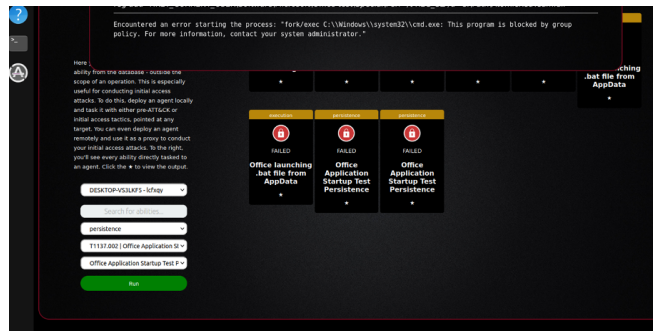 Encountered an error starting the process: "fork/exec C:\\Windows\\system32\\cmd.exe: This program is blocked by group
policy. For more information, contact your system administrator."
?
>_
Here
ability from the database - outside the
scope of an operation. This is especially
useful for conducting initial access
attacks. To do this, deploy an agent locally
and task it with either pre-ATT&CK or
initial access tactics, pointed at any
target. You can even deploy an agent
remotely and use it as a proxy to conduct
your initial access attacks. To the right,
you'll see every ability directly tasked to
an agent. Click the ★ to view the output.
DESKTOP-VS3LKFS - lcfxqy
Search for abilities...
persistence
T1137.002 | Office Application St
Office Application Startup Test P
Run
.bat file from
AppData
★ ★ ★ ★ ★ ★
★
execution
FAILED
Office launching
.bat file from
AppData
★
persistence
FAILED
Office
Application
Startup Test
Persistence
★
persistence
FAILED
Office
Application
Startup Test
Persistence
★